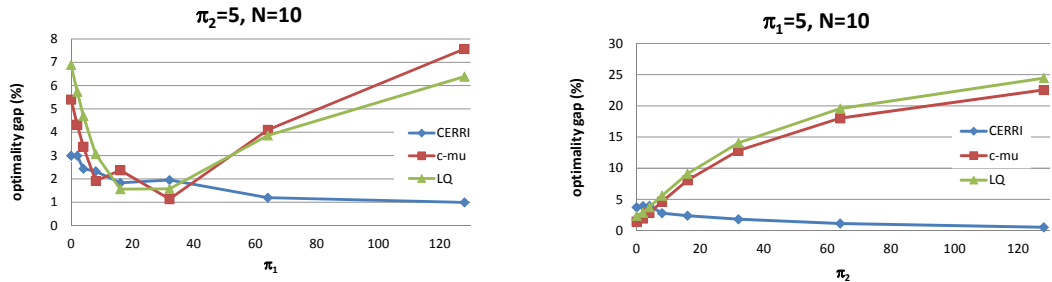 π₂=5, N=10
optimality gap (%)
8
7
6
5
4
3
2
1
0
CERRI
c-mu
LQ
0 20 40 60 80 100 120
π₁
π₁=5, N=10
optimality gap (%)
30
25
20
15
10
5
0
CERRI
c-mu
LQ
0 20 40 60 80 100 120
π₂